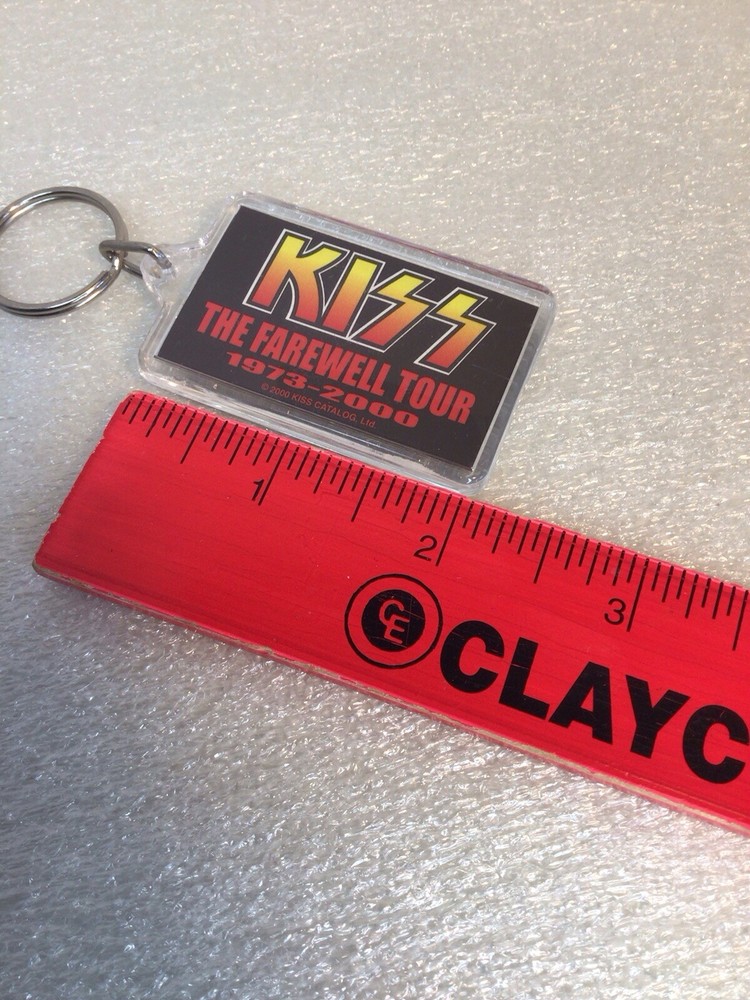 KISS
THE FAREWELL TOUR
1973-2000
© 2000 KISS CATALOG, Ltd
1
2
3
CE CLAYC